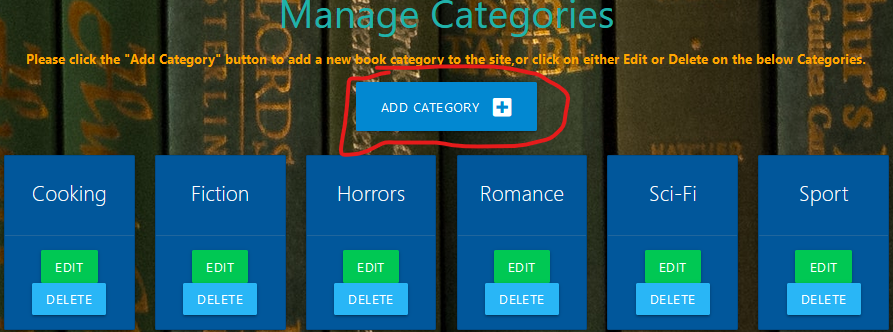 Manage Categories
Please click the "Add Category" button to add a new book category to the site,or click on either Edit or Delete on the below Categories.
ADD CATEGORY
Cooking Fiction Horrors Romance Sci-Fi Sport
EDIT EDIT EDIT EDIT EDIT EDIT
DELETE DELETE DELETE DELETE DELETE DELETE